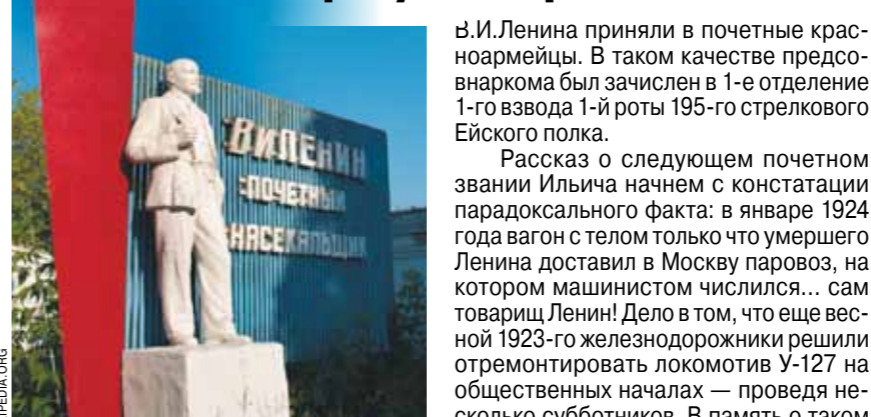 В.И.Ленина приняли в почетные крас-
ноармейцы. В таком качестве предсо-
внаркома был зачислен в 1-е отделение
1-го взвода 1-й роты 195-го стрелкового
Ейского полка.
Рассказ о следующем почетном
звании Ильича начнем с констатации
парадоксального факта: в январе 1924
года вагон с телом только что умершего
Ленина доставил в Москву паровоз, на
котором машинистом числился... сам
товарищ Ленин! Дело в том, что еще вес-
ной 1923-го железнодорожники решили
отремонтировать локомотив У-127 на
общественных началах — проведя не-
сколько субботников. В память о таком
В.И.ЛЕНИН
ПОЧЕТНЫЙ
НАСЕКАЛЬЩИК
PEDIA.ORG